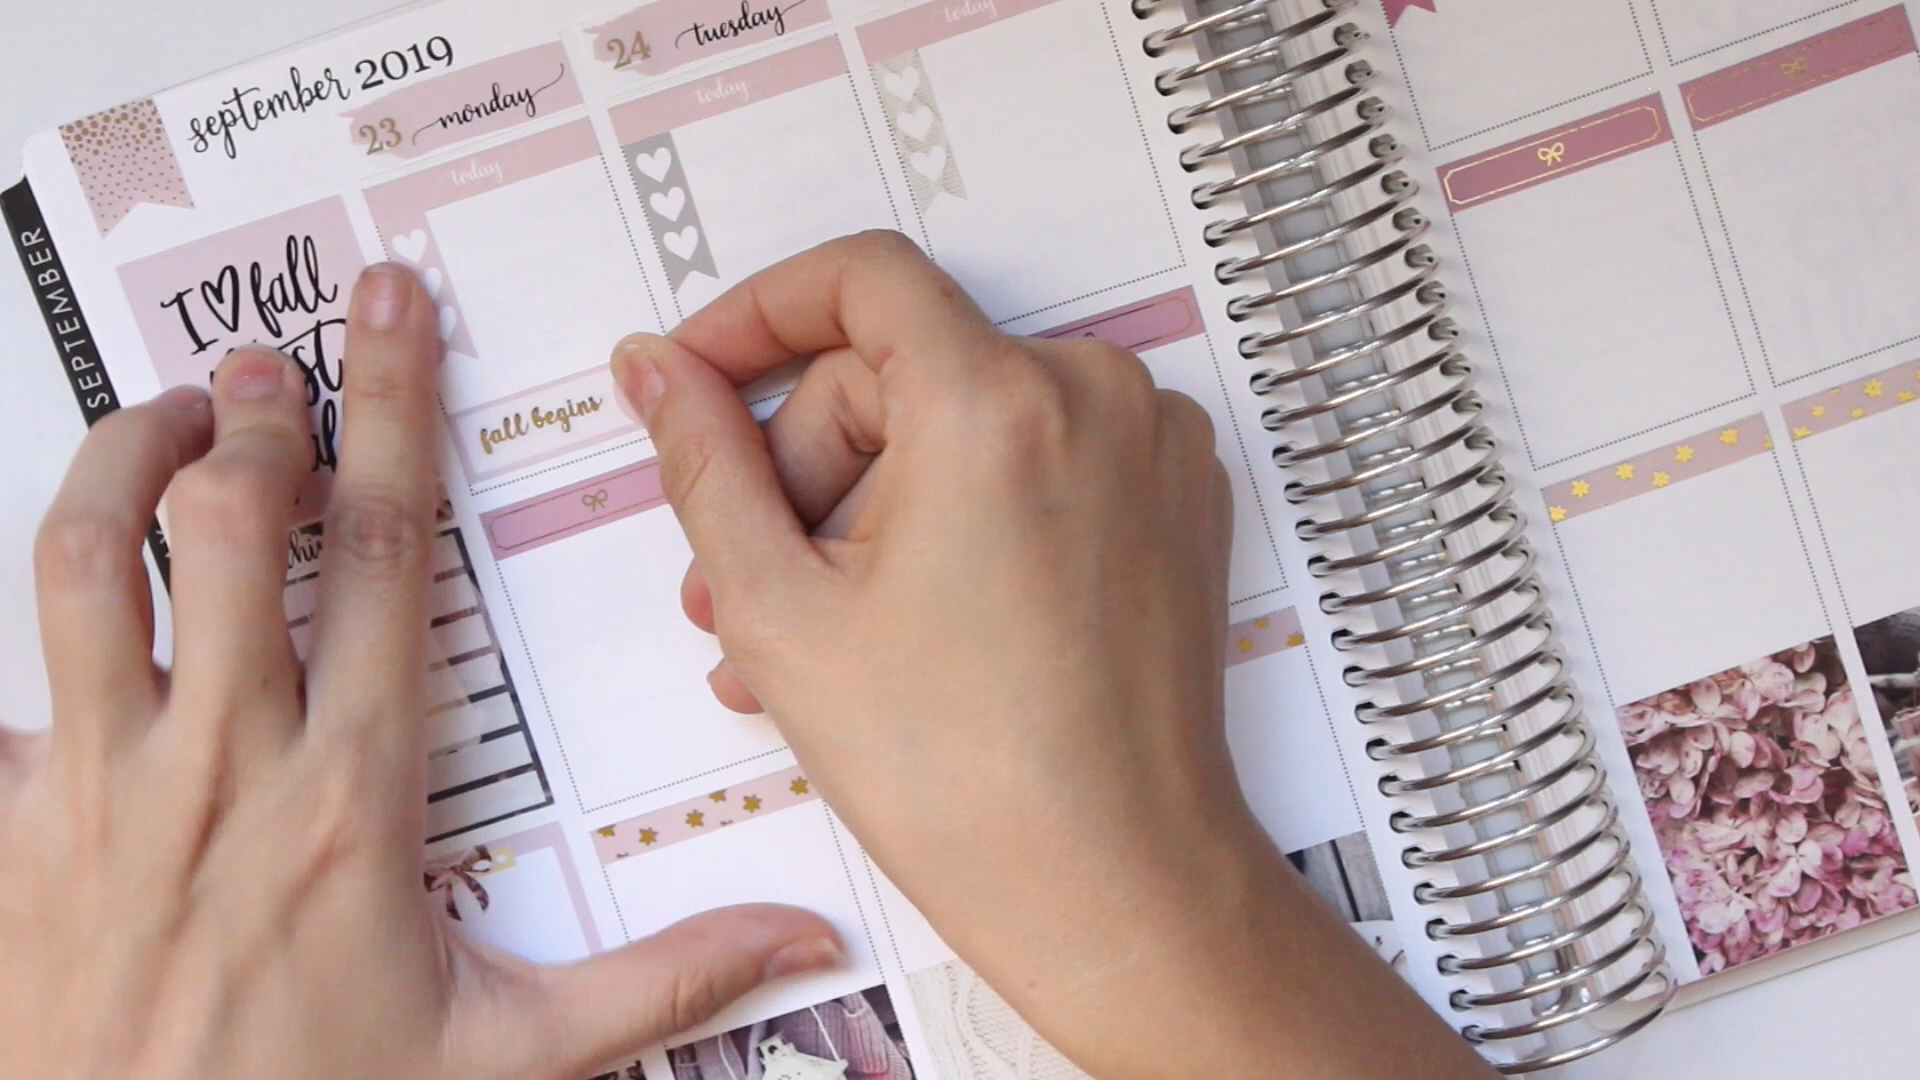 september 2019
23 monday
24 tuesday
today
today
today
SEPTEMBER
I ♡ fall
fall begins